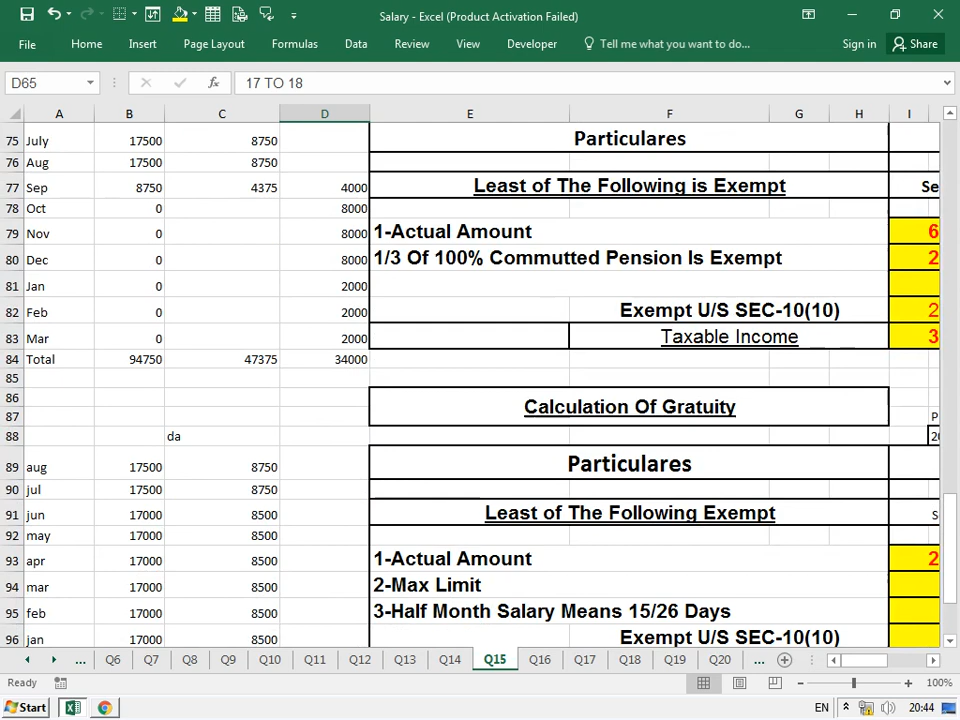 Salary - Excel (Product Activation Failed)
File Home Insert Page Layout Formulas Data Review View Developer Tell me what you want to do... Sign in Share
D65 fx 17 TO 18
A B C D E F G H I
75 July 17500 8750 Particulares
76 Aug 17500 8750
77 Sep 8750 4375 4000 Least of The Following is Exempt Se
78 Oct 0 8000
79 Nov 0 8000 1-Actual Amount 6
80 Dec 0 8000 1/3 Of 100% Commutted Pension Is Exempt 2
81 Jan 0 2000
82 Feb 0 2000 Exempt U/S SEC-10(10) 2
83 Mar 0 2000 Taxable Income 3
84 Total 94750 47375 34000
85
86
Calculation Of Gratuity
87 P
88 da 20
89 aug 17500 8750 Particulares
90 jul 17500 8750
91 jun 17000 8500 Least of The Following Exempt S
92 may 17000 8500
93 apr 17000 8500 1-Actual Amount 2
94 mar 17000 8500 2-Max Limit
95 feb 17000 8500 3-Half Month Salary Means 15/26 Days
96 jan 17000 8500 Exempt U/S SEC-10(10)
... Q6 Q7 Q8 Q9 Q10 Q11 Q12 Q13 Q14 Q15 Q16 Q17 Q18 Q19 Q20 ...
Ready 100%
Start EN 20:44